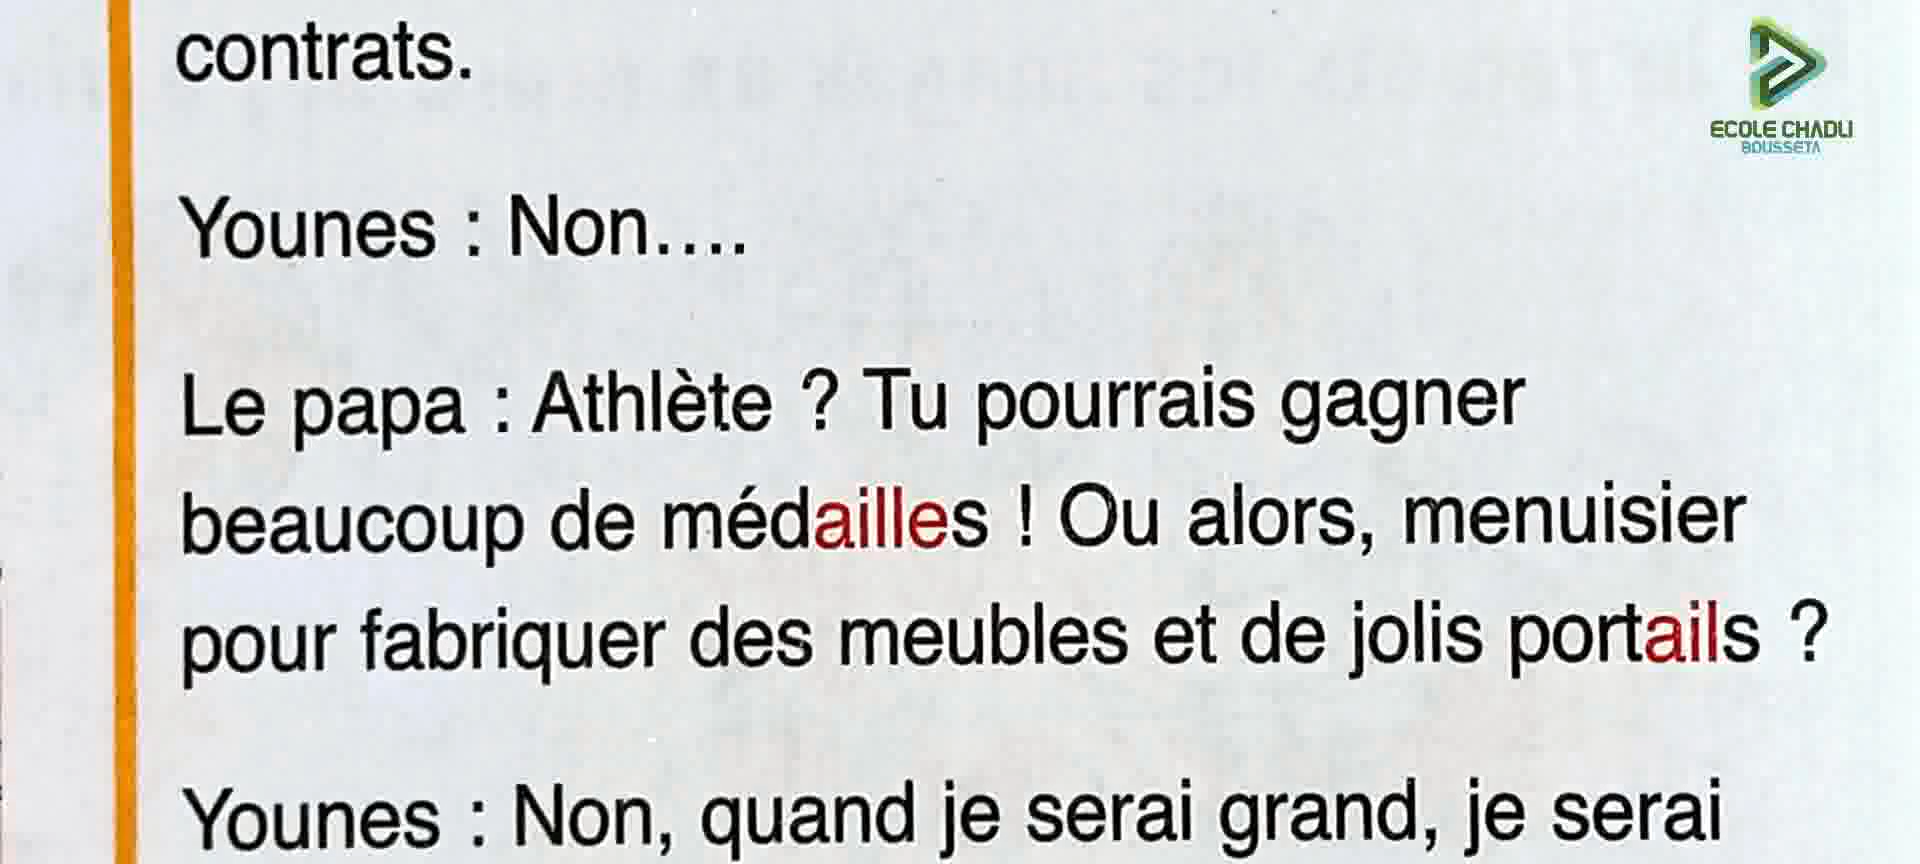 contrats.
ECOLE CHADLI
BOUSSETA
Younes : Non....
Le papa : Athlète ? Tu pourrais gagner
beaucoup de médailles ! Ou alors, menuisier
pour fabriquer des meubles et de jolis portails ?
Younes : Non, quand je serai grand, je serai